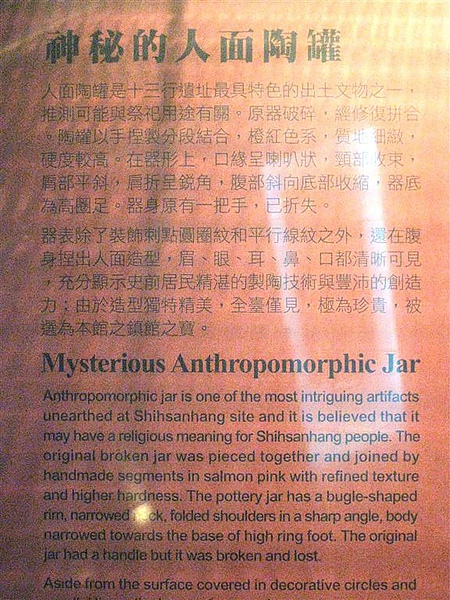 神秘的人面陶罐
人面陶罐是十三行遺址最具特色的出土文物之一，
推測可能與祭祀用途有關。原器破碎，經修復拼合
。陶罐以手捏製分段結合，橙紅色系，質地細緻，
硬度較高。在器形上，口緣呈喇叭狀，頸部收束，
肩部平斜，肩折呈銳角，腹部斜向底部收縮，器底
為高圈足。器身原有一把手，已折失。
器表除了裝飾刺點圓圈紋和平行線紋之外，還在腹
身捏出人面造型，眉、眼、耳、鼻、口都清晰可見
，充分顯示史前居民精湛的製陶技術與豐沛的創造
力；由於造型獨特精美，全臺僅見，極為珍貴，被
選為本館之鎮館之寶。
Mysterious Anthropomorphic Jar
Anthropomorphic jar is one of the most intriguing artifacts
unearthed at Shihsanhang site and it is believed that it
may have a religious meaning for Shihsanhang people. The
original broken jar was pieced together and joined by
handmade segments in salmon pink with refined texture
and higher hardness. The pottery jar has a bugle-shaped
rim, narrowed neck, folded shoulders in a sharp angle, body
narrowed towards the base of high ring foot. The original
jar had a handle but it was broken and lost.
Aside from the surface covered in decorative circles and